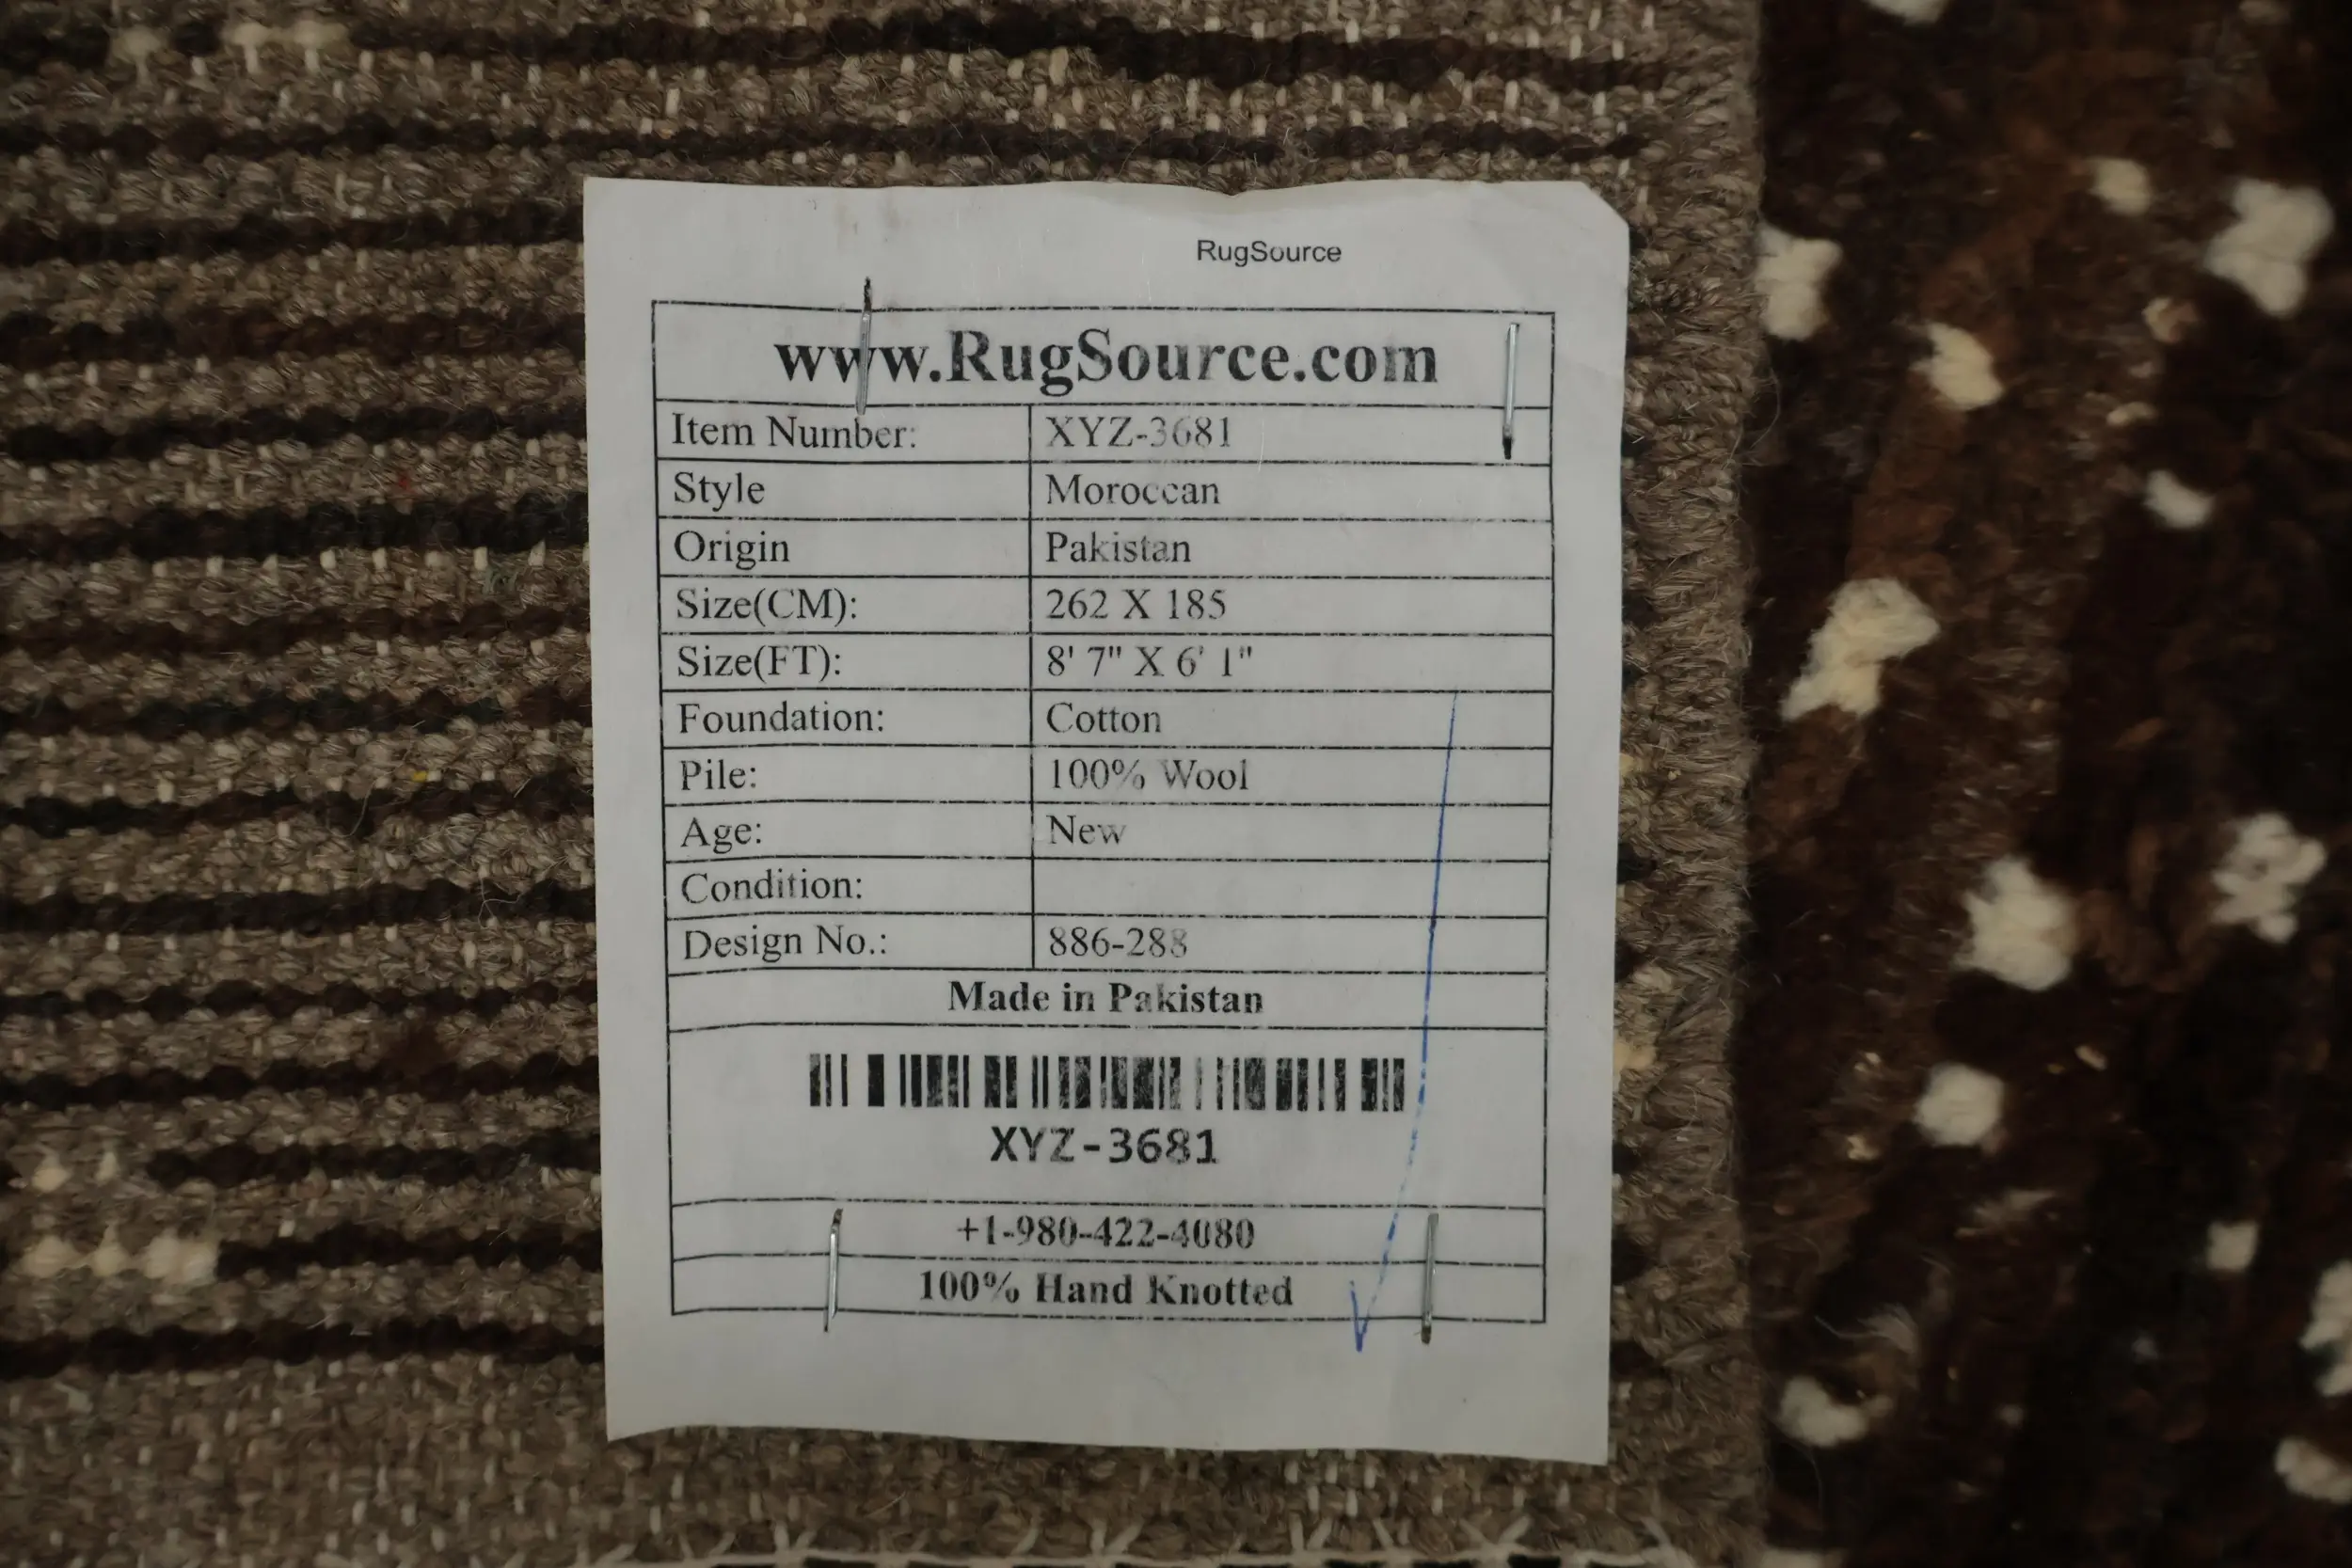 RugSource
www.RugSource.com
Item Number: XYZ-3681
Style Moroccan
Origin Pakistan
Size(CM): 262 X 185
Size(FT): 8' 7" X 6' 1"
Foundation: Cotton
Pile: 100% Wool
Age: New
Condition:
Design No.: 886-288
Made in Pakistan
XYZ-3681
+1-980-422-4080
100% Hand Knotted